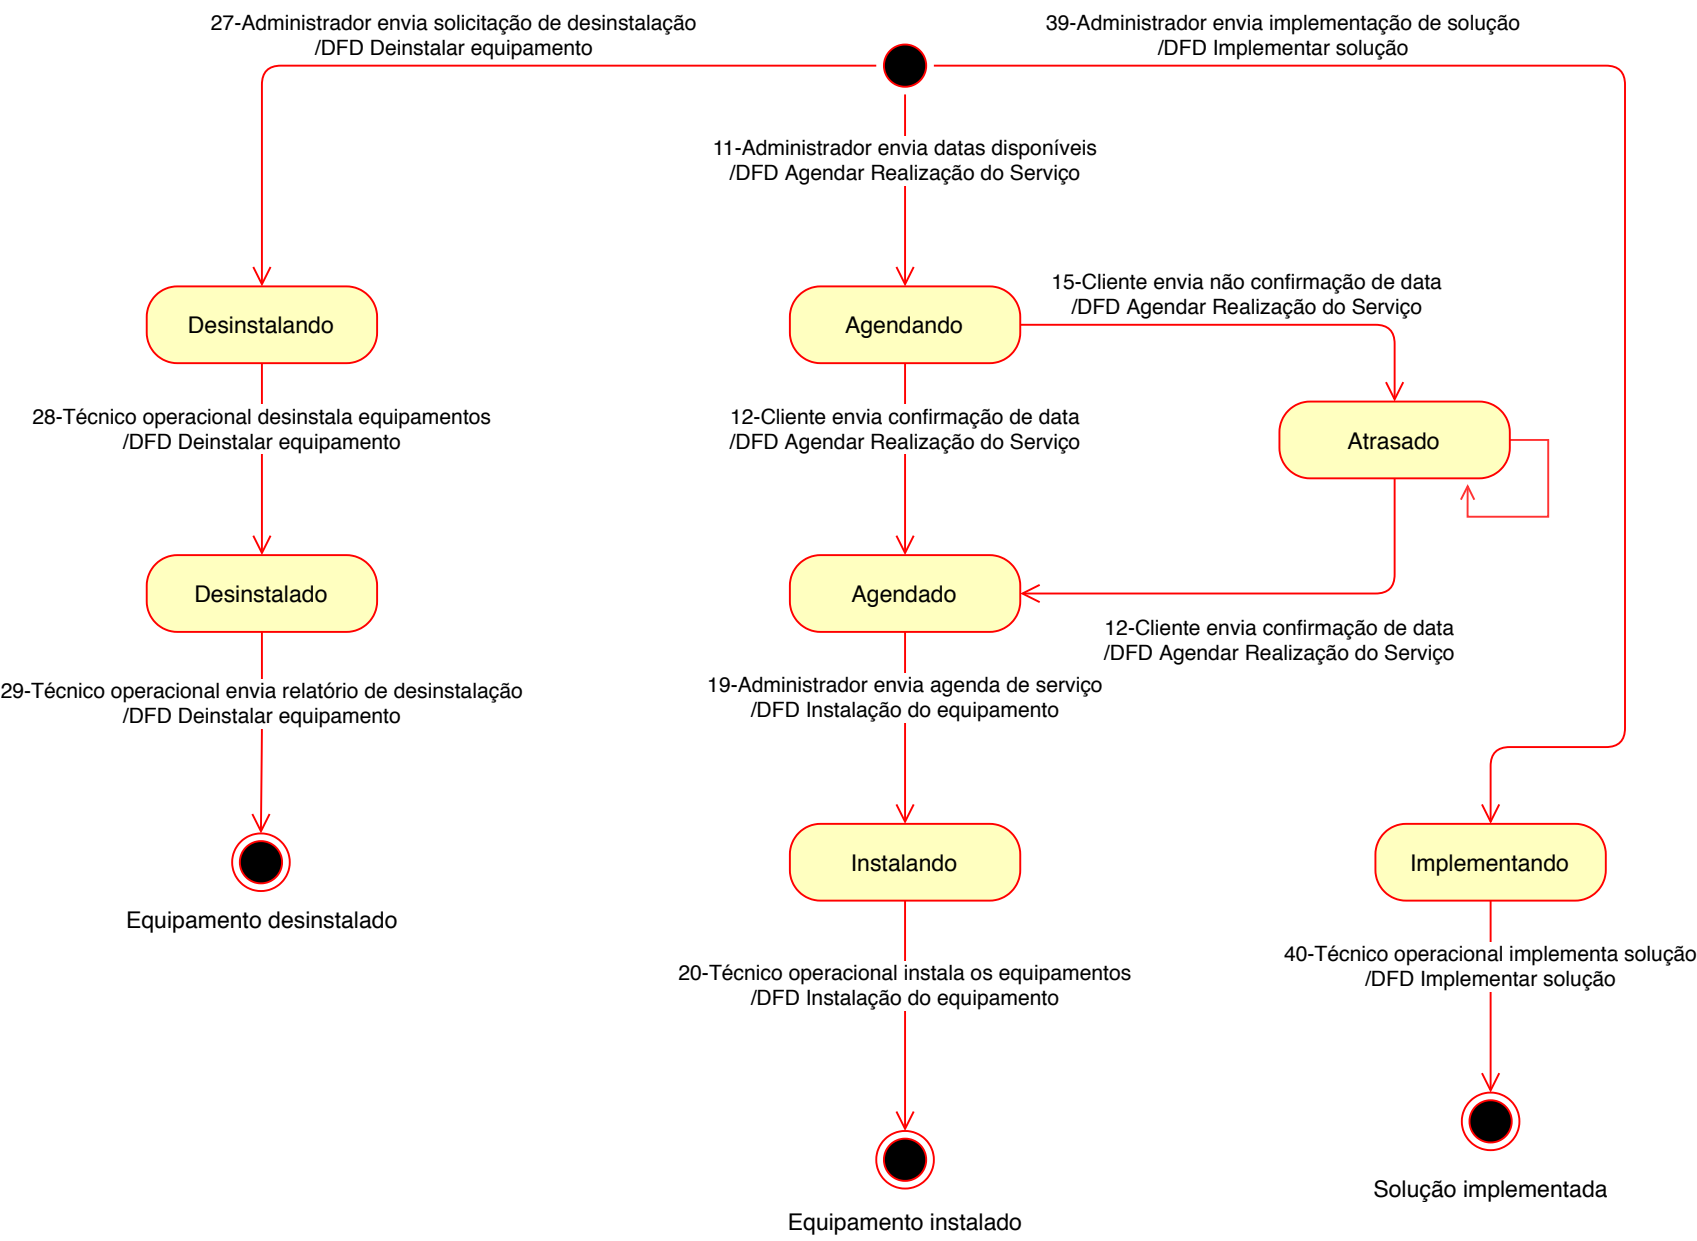 27-Administrador envia solicitação de desinstalação
/DFD Deinstalar equipamento
39-Administrador envia implementação de solução
/DFD Implementar solução
11-Administrador envia datas disponíveis
/DFD Agendar Realização do Serviço
15-Cliente envia não confirmação de data
/DFD Agendar Realização do Serviço
Desinstalando
Agendando
28-Técnico operacional desinstala equipamentos
/DFD Deinstalar equipamento
12-Cliente envia confirmação de data
/DFD Agendar Realização do Serviço
Atrasado
Desinstalado
Agendado
12-Cliente envia confirmação de data
/DFD Agendar Realização do Serviço
29-Técnico operacional envia relatório de desinstalação
/DFD Deinstalar equipamento
19-Administrador envia agenda de serviço
/DFD Instalação do equipamento
Instalando
Implementando
Equipamento desinstalado
40-Técnico operacional implementa solução
/DFD Implementar solução
20-Técnico operacional instala os equipamentos
/DFD Instalação do equipamento
Solução implementada
Equipamento instalado